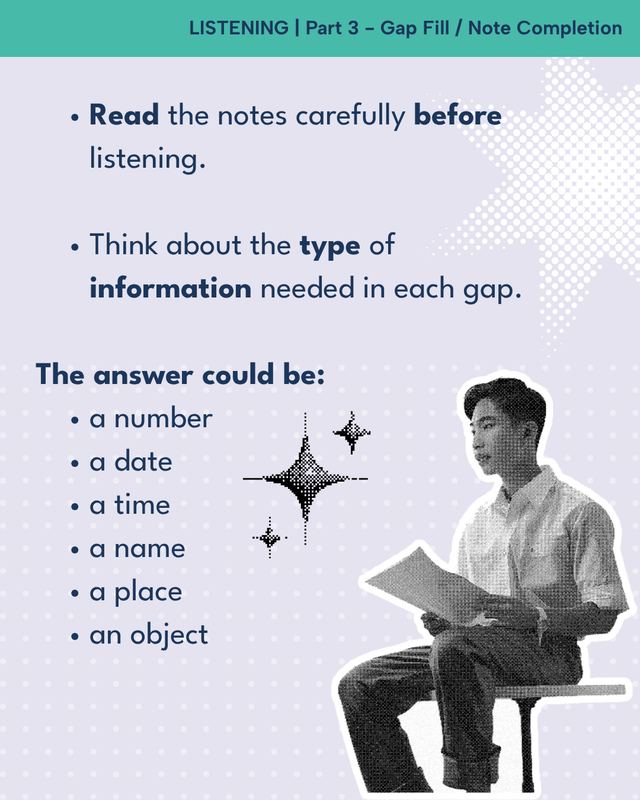 LISTENING | Part 3 – Gap Fill / Note Completion
• Read the notes carefully before
listening.
• Think about the type of
information needed in each gap.
The answer could be:
• a number
• a date
• a time
• a name
• a place
• an object